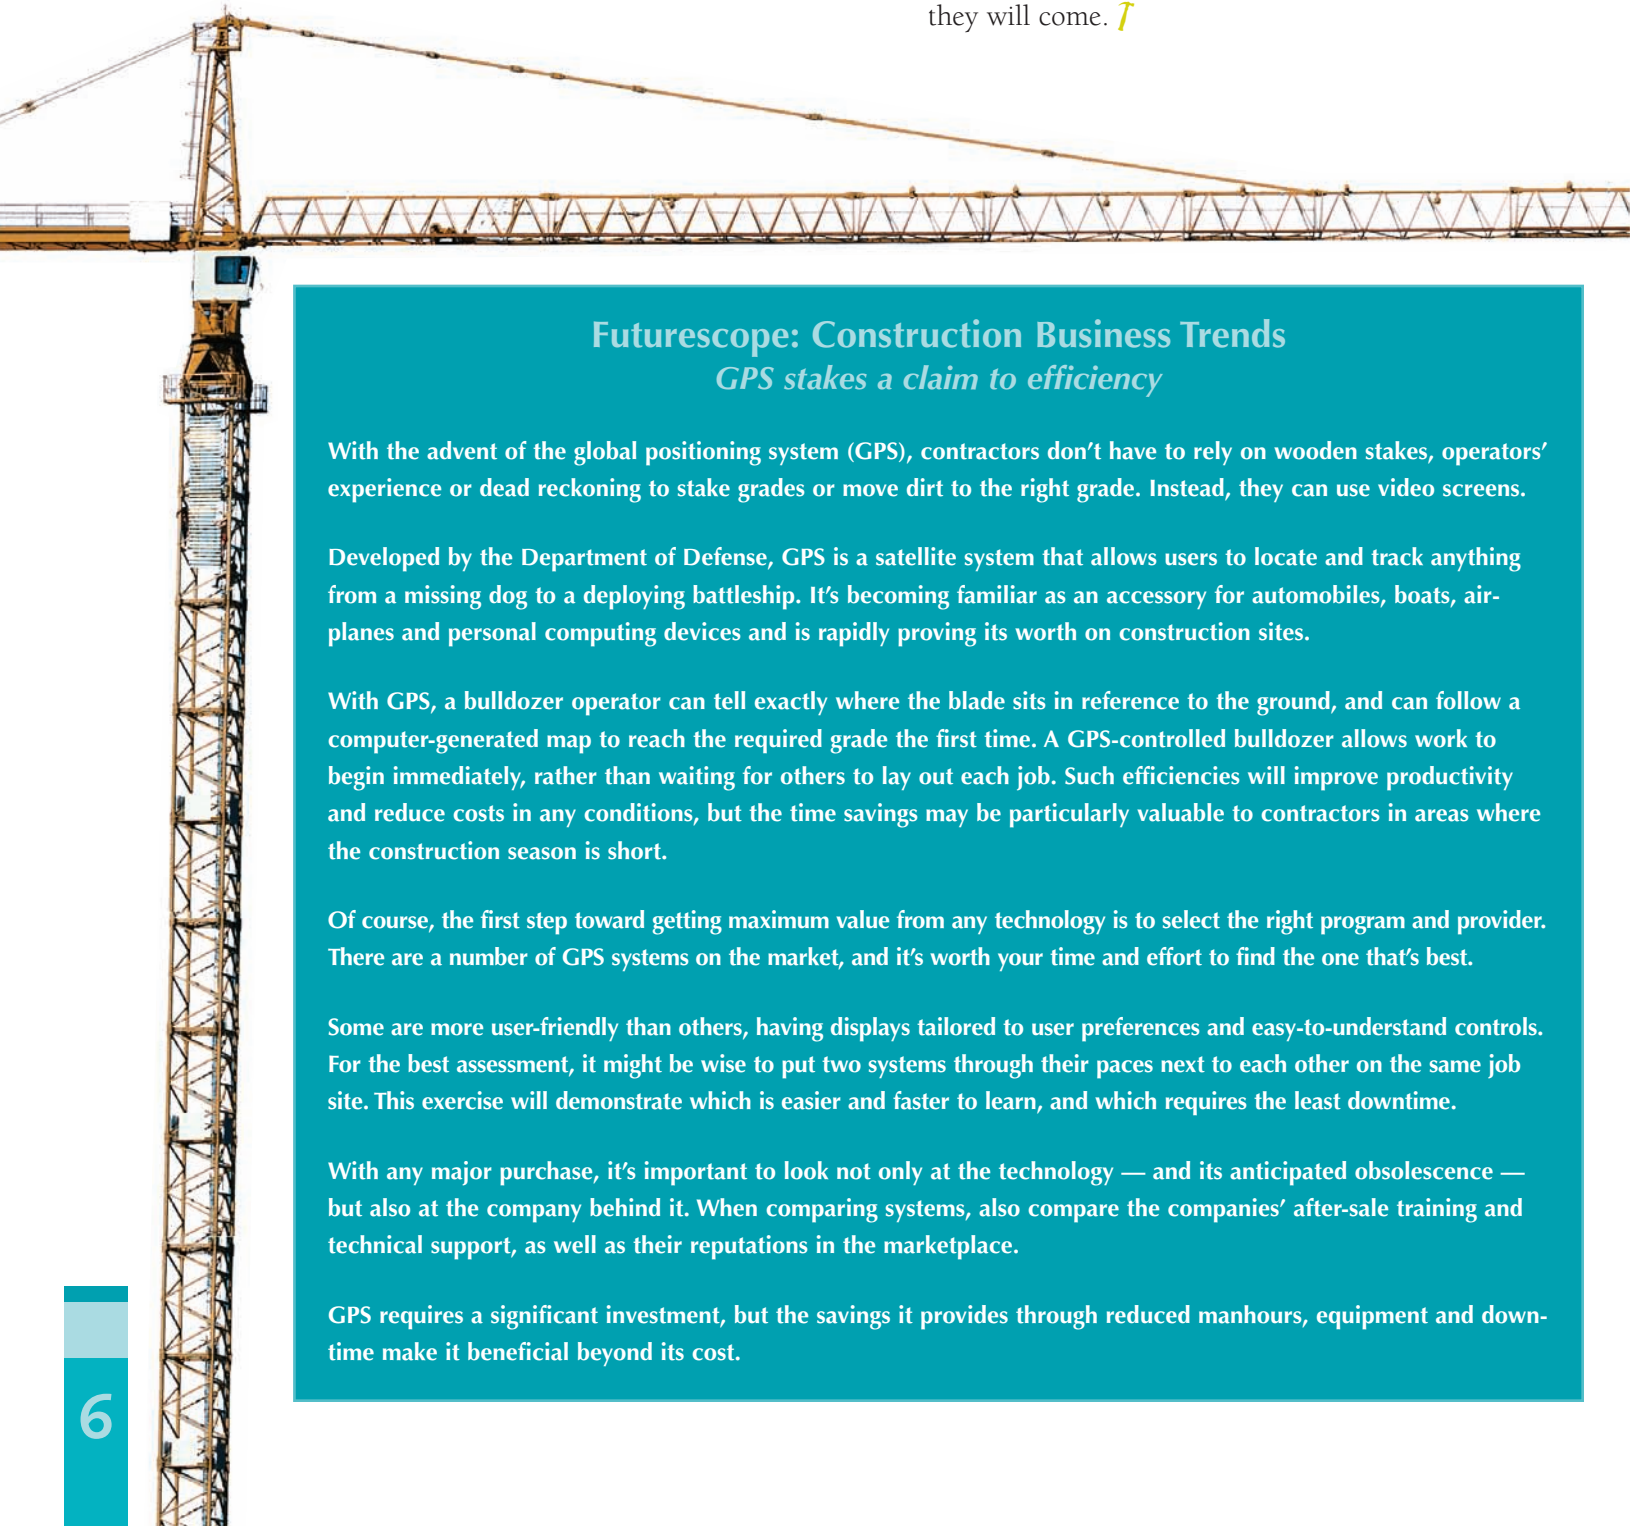 they will come.
Futurescope: Construction Business Trends
GPS stakes a claim to efficiency
With the advent of the global positioning system (GPS), contractors don’t have to rely on wooden stakes, operators’
experience or dead reckoning to stake grades or move dirt to the right grade. Instead, they can use video screens.
Developed by the Department of Defense, GPS is a satellite system that allows users to locate and track anything
from a missing dog to a deploying battleship. It’s becoming familiar as an accessory for automobiles, boats, air-
planes and personal computing devices and is rapidly proving its worth on construction sites.
With GPS, a bulldozer operator can tell exactly where the blade sits in reference to the ground, and can follow a
computer-generated map to reach the required grade the first time. A GPS-controlled bulldozer allows work to
begin immediately, rather than waiting for others to lay out each job. Such efficiencies will improve productivity
and reduce costs in any conditions, but the time savings may be particularly valuable to contractors in areas where
the construction season is short.
Of course, the first step toward getting maximum value from any technology is to select the right program and provider.
There are a number of GPS systems on the market, and it’s worth your time and effort to find the one that’s best.
Some are more user-friendly than others, having displays tailored to user preferences and easy-to-understand controls.
For the best assessment, it might be wise to put two systems through their paces next to each other on the same job
site. This exercise will demonstrate which is easier and faster to learn, and which requires the least downtime.
With any major purchase, it’s important to look not only at the technology — and its anticipated obsolescence —
but also at the company behind it. When comparing systems, also compare the companies’ after-sale training and
technical support, as well as their reputations in the marketplace.
GPS requires a significant investment, but the savings it provides through reduced manhours, equipment and down-
time make it beneficial beyond its cost.
6